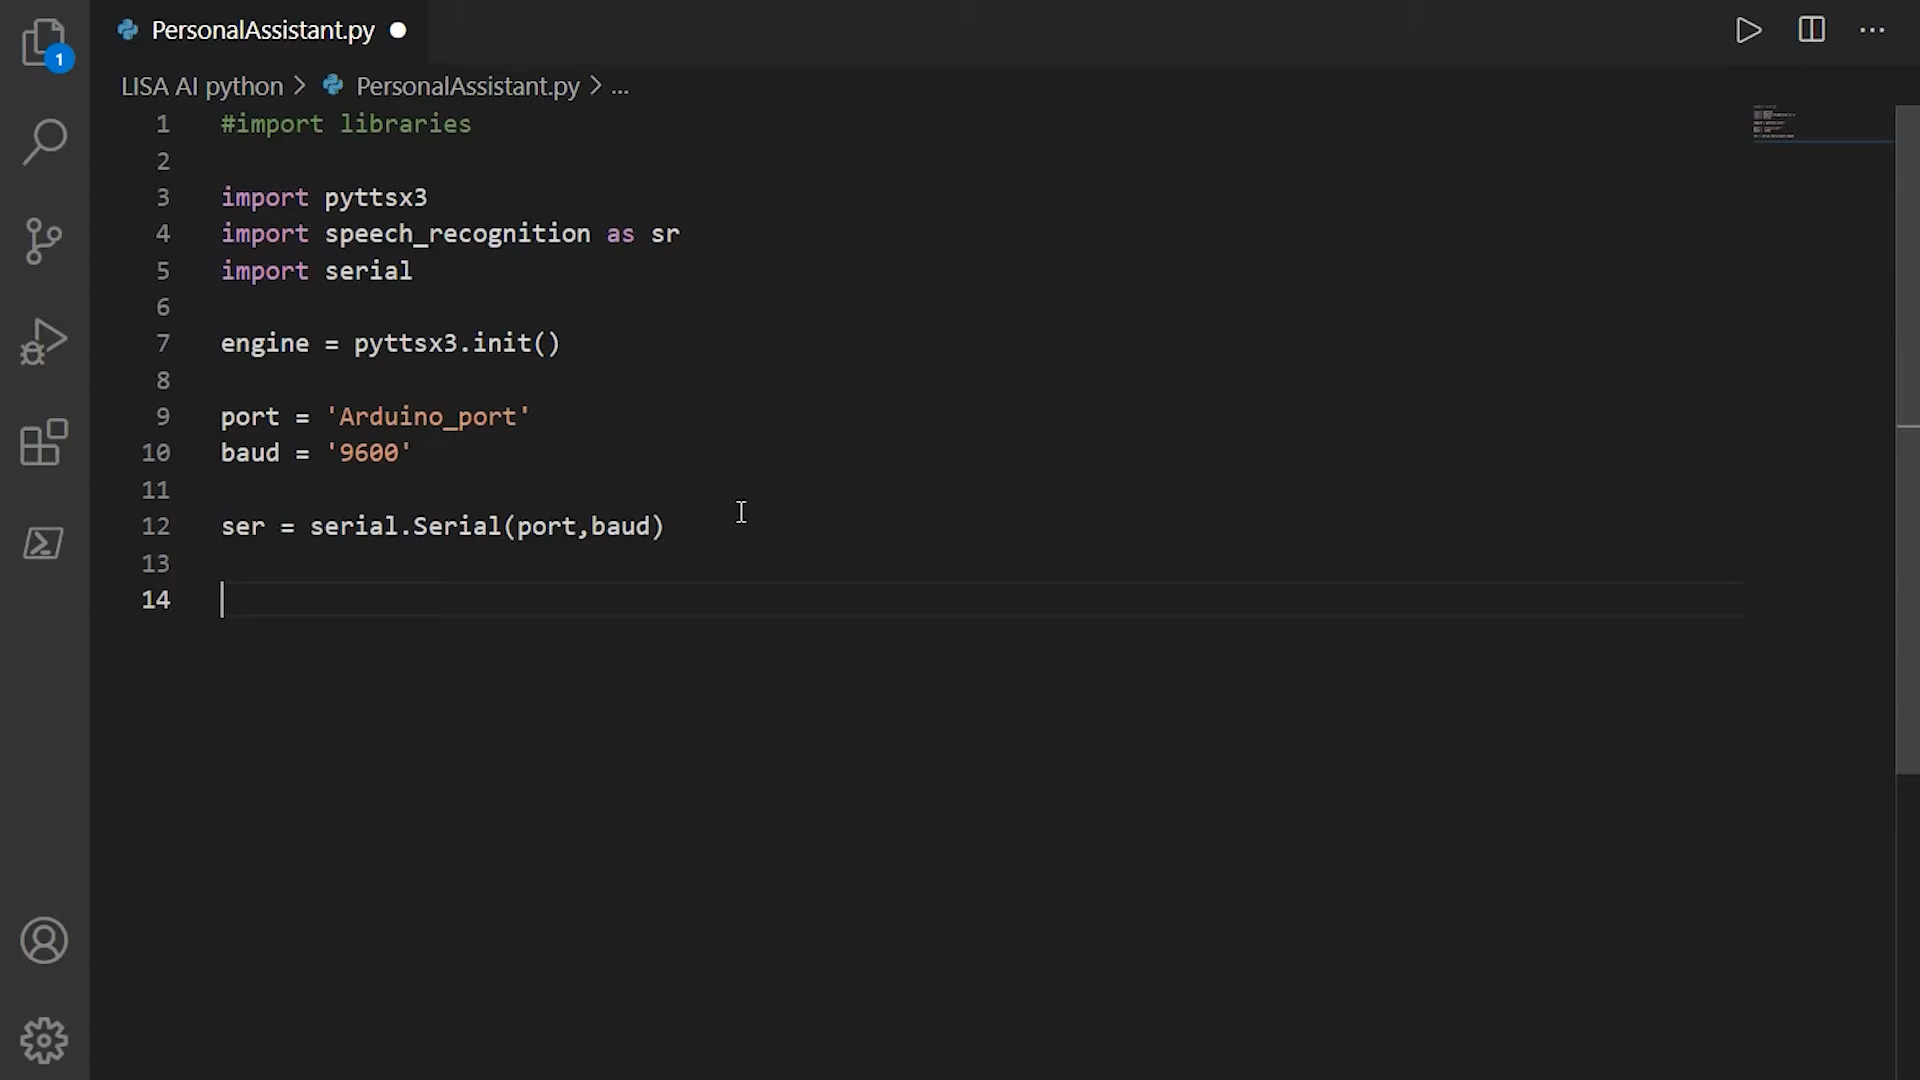 PersonalAssistant.py
1
LISA AI python > PersonalAssistant.py > ...
1 #import libraries
2
3 import pyttsx3
4 import speech_recognition as sr
5 import serial
6
7 engine = pyttsx3.init()
8
9 port = 'Arduino_port'
10 baud = '9600'
11
12 ser = serial.Serial(port,baud)
13
14